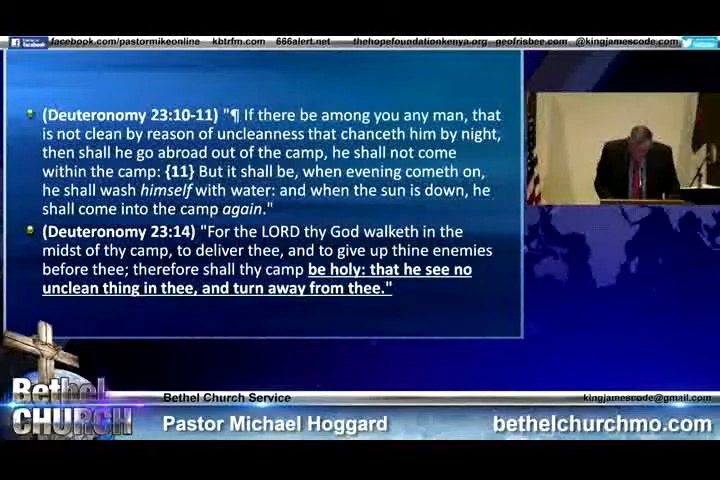 facebook.com/pastormikeonline kbtrfm.com 666alert.net thehopefoundationkenya.org geofrisbee.com @kingjamescode.com
(Deuteronomy 23:10-11) "¶ If there be among you any man, that
is not clean by reason of uncleanness that chanceth him by night,
then shall he go abroad out of the camp, he shall not come
within the camp: {11} But it shall be, when evening cometh on,
he shall wash himself with water: and when the sun is down, he
shall come into the camp again."
(Deuteronomy 23:14) "For the LORD thy God walketh in the
midst of thy camp, to deliver thee, and to give up thine enemies
before thee; therefore shall thy camp be holy: that he see no
unclean thing in thee, and turn away from thee."
Bethel
CHURCH
Bethel Church Service kingjamescode@gmail.com
Pastor Michael Hoggard bethelchurchmo.com